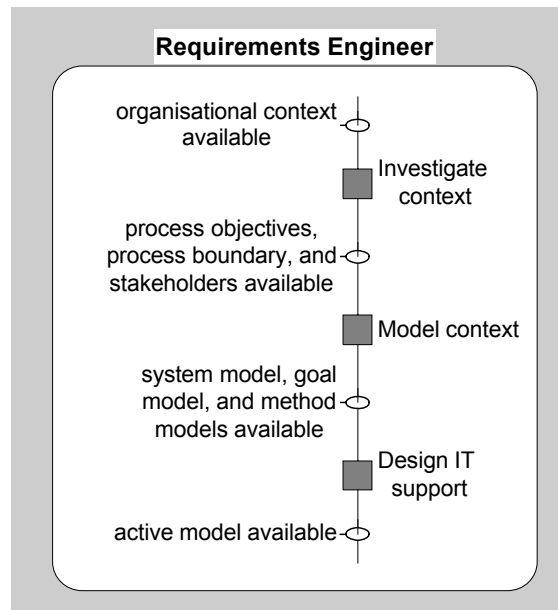 Requirements Engineer
organisational context
available
Investigate
context
process objectives,
process boundary, and
stakeholders available
Model context
system model, goal
model, and method
models available
Design IT
support
active model available